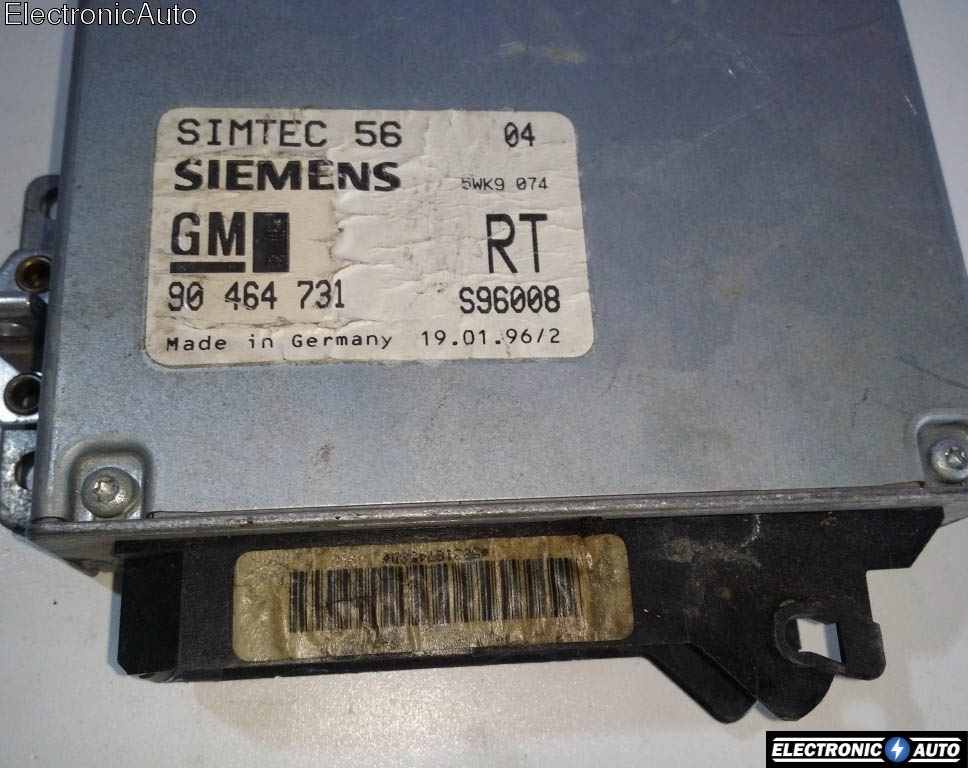 ElectronicAuto
SIMTEC 56 04
SIEMENS 5WK9 074
GM RT
90 464 731 S96008
Made in Germany 19.01.96/2
ELECTRONIC AUTO